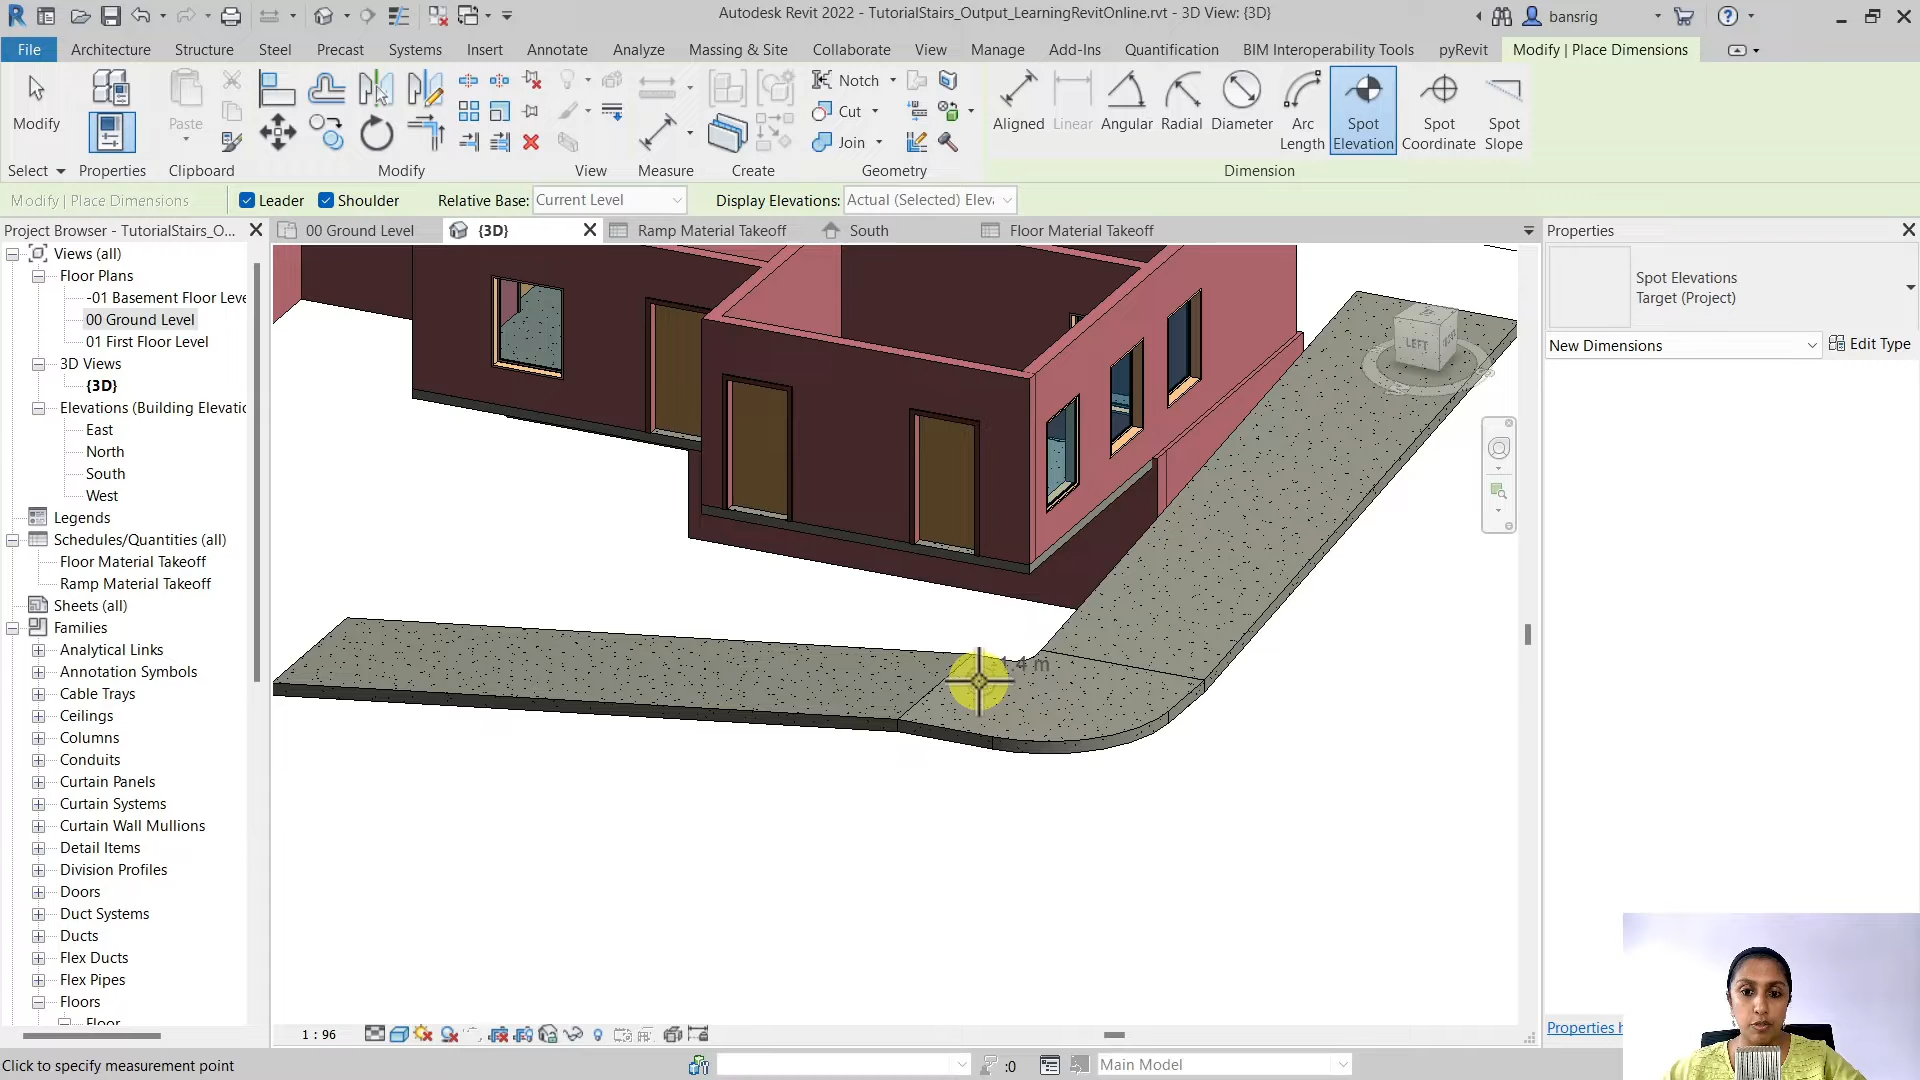 Autodesk Revit 2022 - TutorialStairs_Output_LearningRevitOnline.rvt - 3D View: {3D}
bansrig
File
Architecture
Structure
Steel
Precast
Systems
Insert
Annotate
Analyze
Massing & Site
Collaborate
View
Manage
Add-Ins
Quantification
BIM Interoperability Tools
pyRevit
Modify | Place Dimensions
Modify
Paste
Notch
Cut
Join
Aligned
Linear
Angular
Radial
Diameter
Arc Length
Spot Elevation
Spot Coordinate
Spot Slope
Select
Properties
Clipboard
Modify
View
Measure
Create
Geometry
Dimension
Modify | Place Dimensions
Leader
Shoulder
Relative Base:
Current Level
Display Elevations:
Actual (Selected) Elev
Project Browser - TutorialStairs_O...
00 Ground Level
{3D}
Ramp Material Takeoff
South
Floor Material Takeoff
Properties
Views (all)
Floor Plans
-01 Basement Floor Leve
00 Ground Level
01 First Floor Level
3D Views
{3D}
Elevations (Building Elevatio
East
North
South
West
Legends
Schedules/Quantities (all)
Floor Material Takeoff
Ramp Material Takeoff
Sheets (all)
Families
Analytical Links
Annotation Symbols
Cable Trays
Ceilings
Columns
Conduits
Curtain Panels
Curtain Systems
Curtain Wall Mullions
Detail Items
Division Profiles
Doors
Duct Systems
Ducts
Flex Ducts
Flex Pipes
Floors
Floor
LEFT
Spot Elevations
Target (Project)
New Dimensions
Edit Type
Properties h
1 : 96
Click to specify measurement point
:0
Main Model